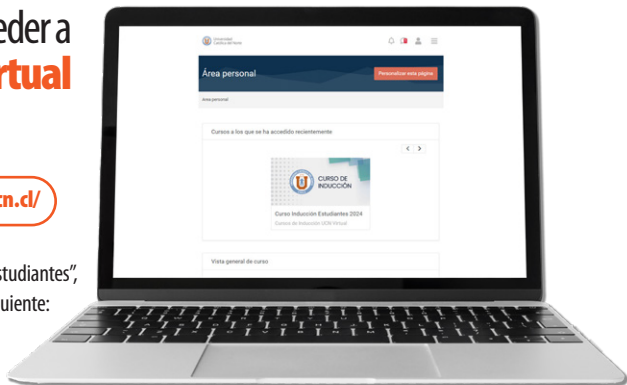 eder a
rtual
cn.cl/
studiantes",
uiente:
Universidad
Católica del Norte
Área personal
Personalizar esta página
Área personal
Cursos a los que se ha accedido recientemente
CURSO DE
INDUCCIÓN
Curso Inducción Estudiantes 2024
Cursos de Inducción UCN Virtual
Vista general de curso